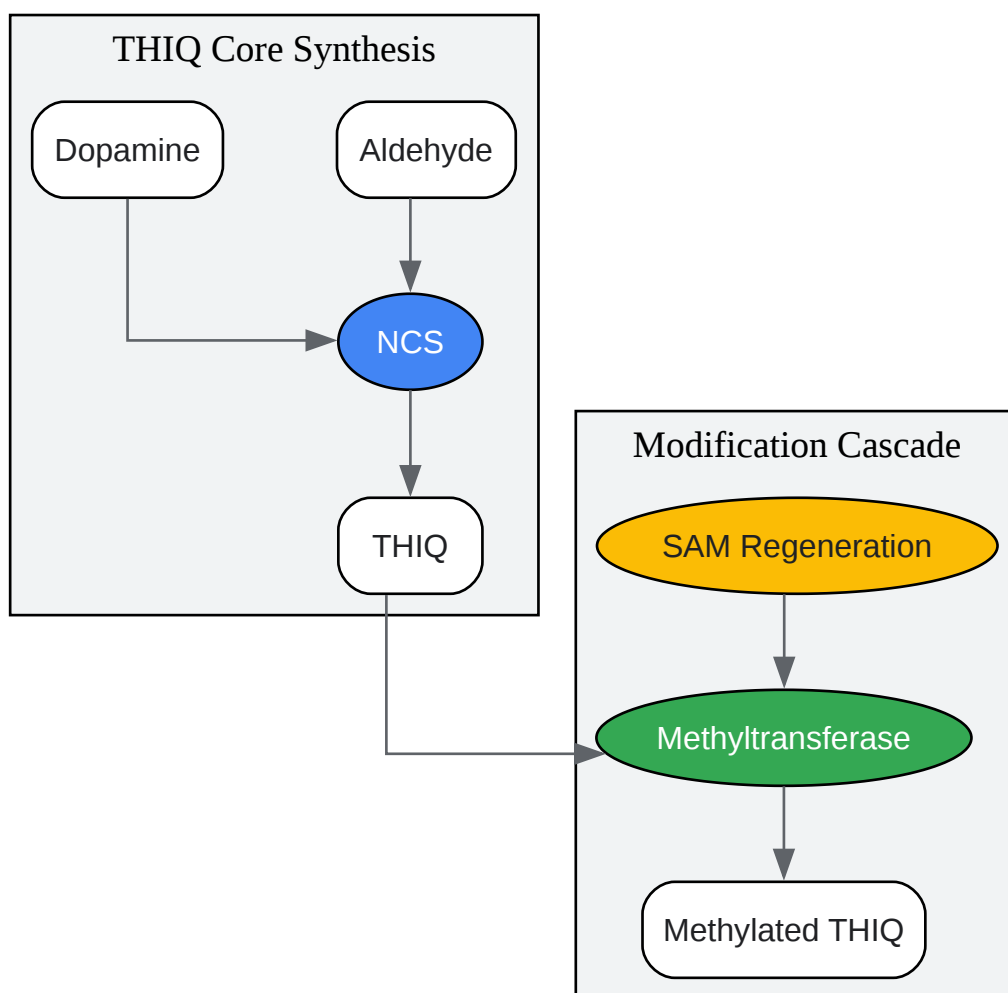 THIQ Core Synthesis
Dopamine
Aldehyde
NCS
THIQ
Modification Cascade
SAM Regeneration
Methyltransferase
Methylated THIQ